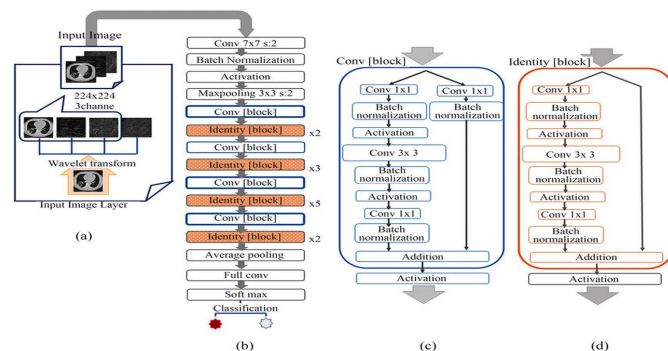 Input Image
224x224
3channe
Wavelet transform
Input Image Layer
(a)
Conv 7x7 s:2
Batch Normalization
Activation
Maxpooling 3x3 s:2
Conv [block]
Identity [block]
x2
Conv [block]
Identity [block]
x3
Conv [block]
Identity [block]
x5
Conv [block]
Identity [block]
x2
Average pooling
Full conv
Soft max
Classification
(b)
Conv [block]
Conv 1x1
Conv 1x1
Batch
normalization
Batch
normalization
Activation
Conv 3x 3
Batch
normalization
Activation
Conv 1x1
Batch
normalization
Addition
Activation
(c)
Identity [block]
Conv 1x1
Batch
normalization
Activation
Conv 3x 3
Batch
normalization
Activation
Conv 1x1
Batch
normalization
Addition
Activation
(d)